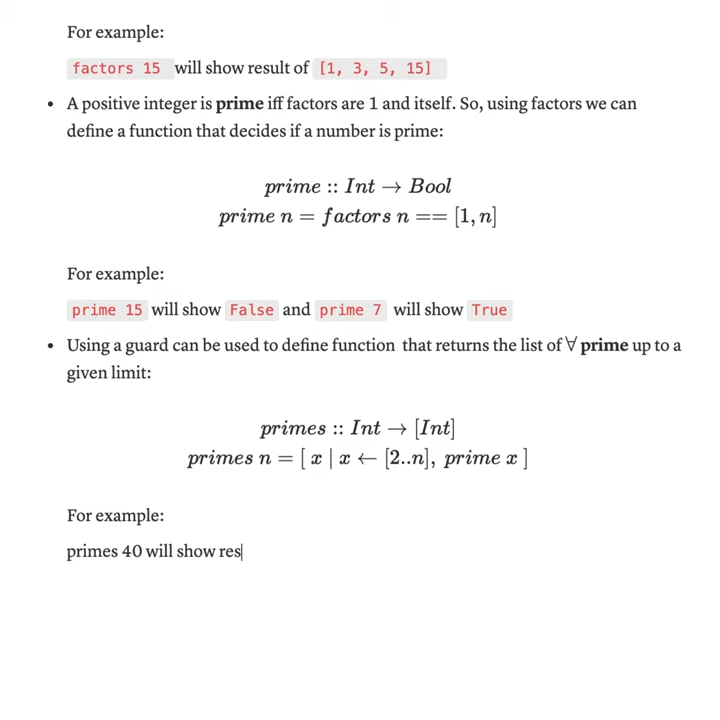 For example:
factors 15 will show result of [1, 3, 5, 15]
• A positive integer is prime iff factors are 1 and itself. So, using factors we can
define a function that decides if a number is prime:
prime :: Int → Bool
prime n = factors n == [1, n]
For example:
prime 15 will show False and prime 7 will show True
• Using a guard can be used to define function that returns the list of ∀ prime up to a
given limit:
primes :: Int → [Int]
primes n = [ x | x ← [2..n], prime x ]
For example:
primes 40 will show res